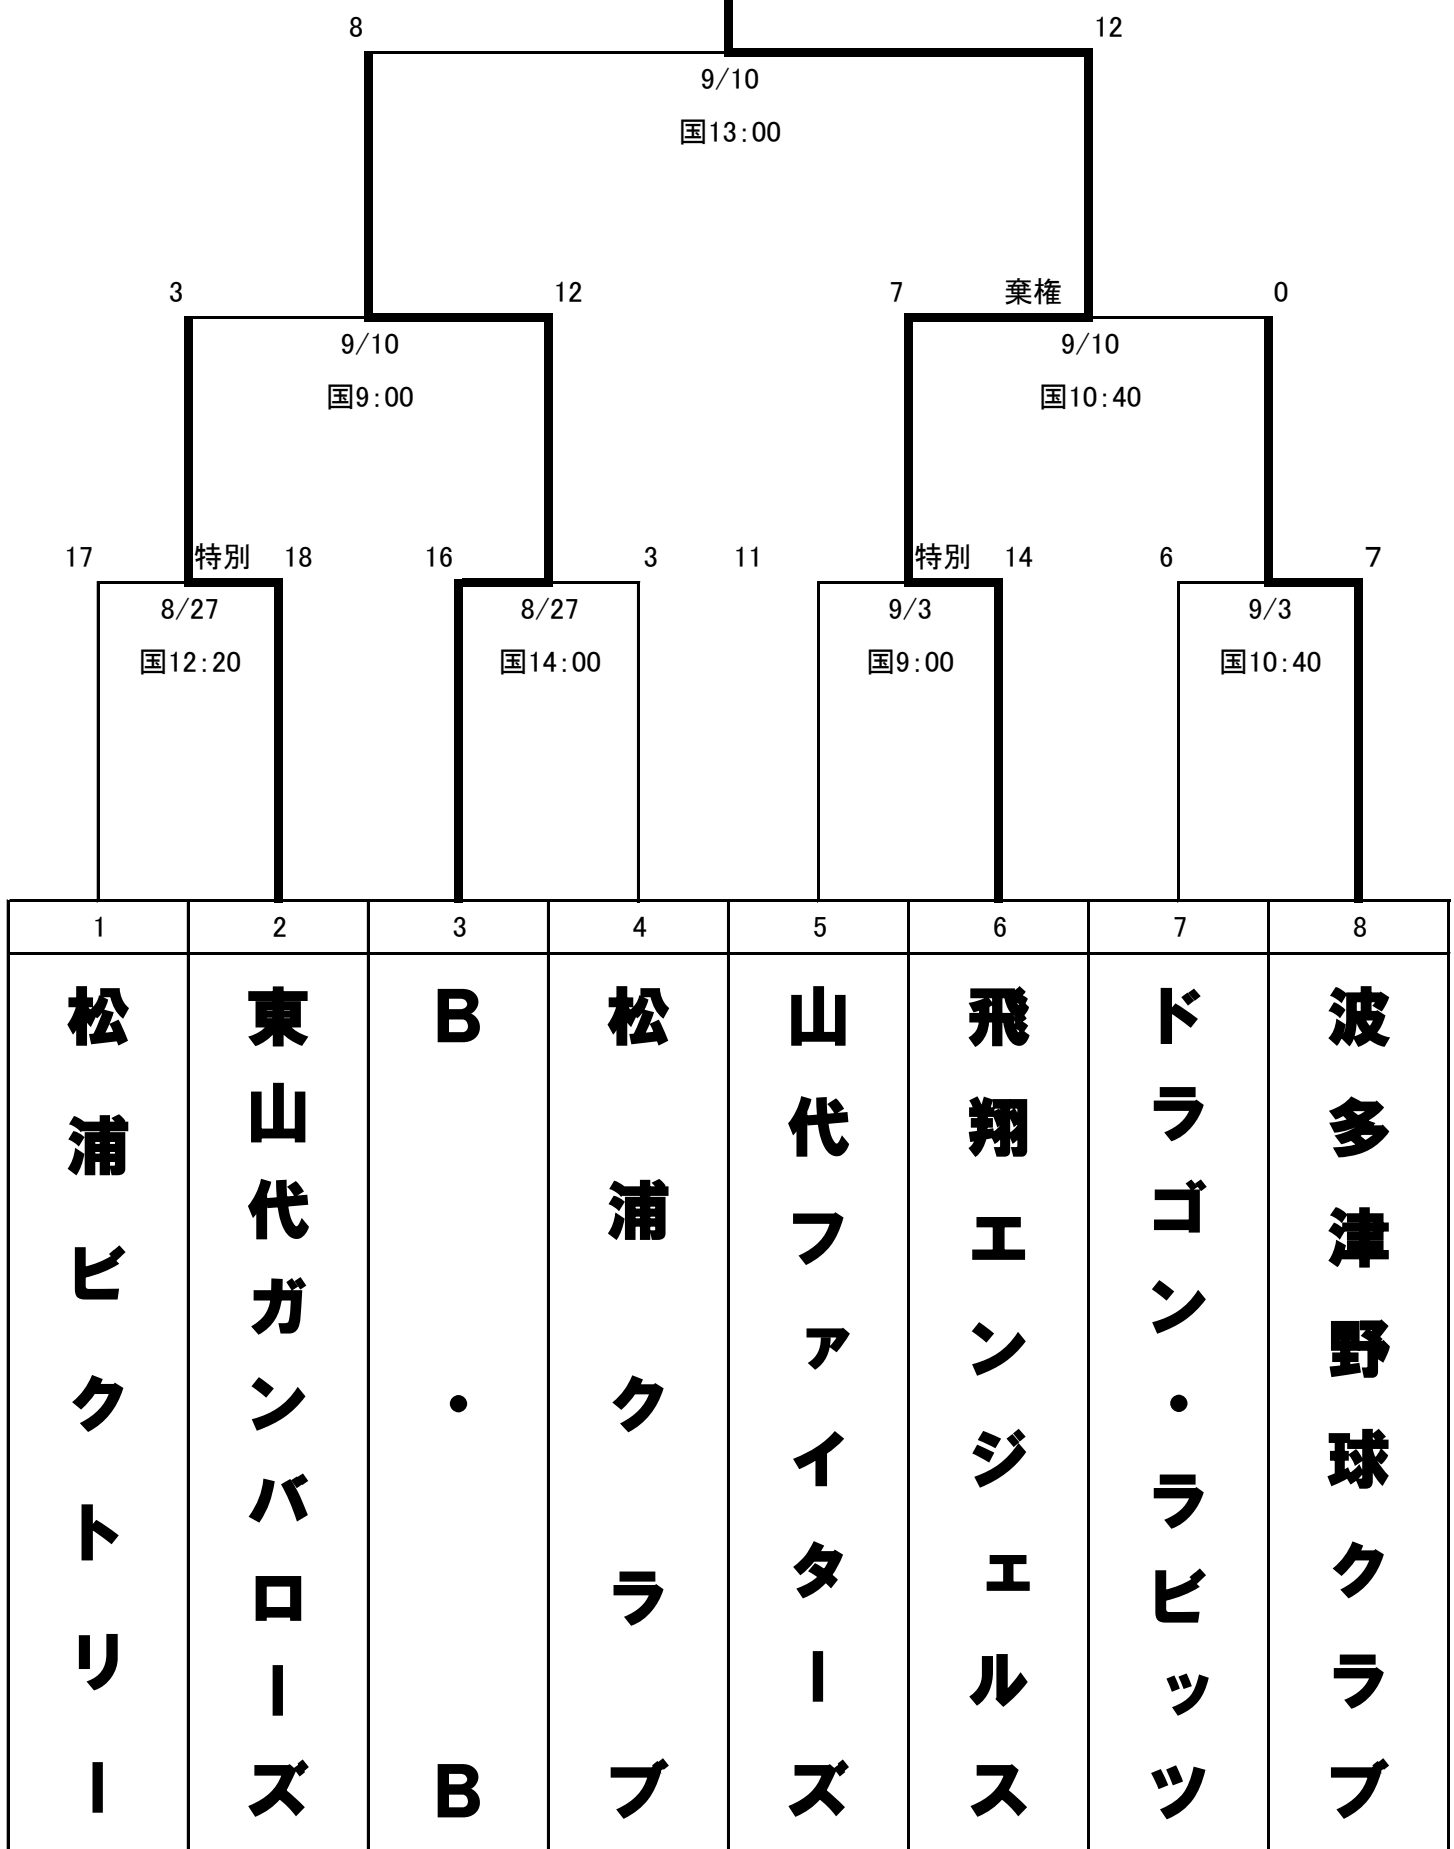 8 12
9/10
国13:00
3 12 7 棄権 0
9/10 9/10
国9:00 国10:40
17 特別 18 16 3 11 特別 14 6 7
8/27 8/27 9/3 9/3
国12:20 国14:00 国9:00 国10:40
1 2 3 4 5 6 7 8
松浦ビクトリー
東山代ガンバローズ
B・B
松浦クラブ
山代ファイターズ
飛翔エンジェルス
ドラゴン・ラビッツ
波多津野球クラブ